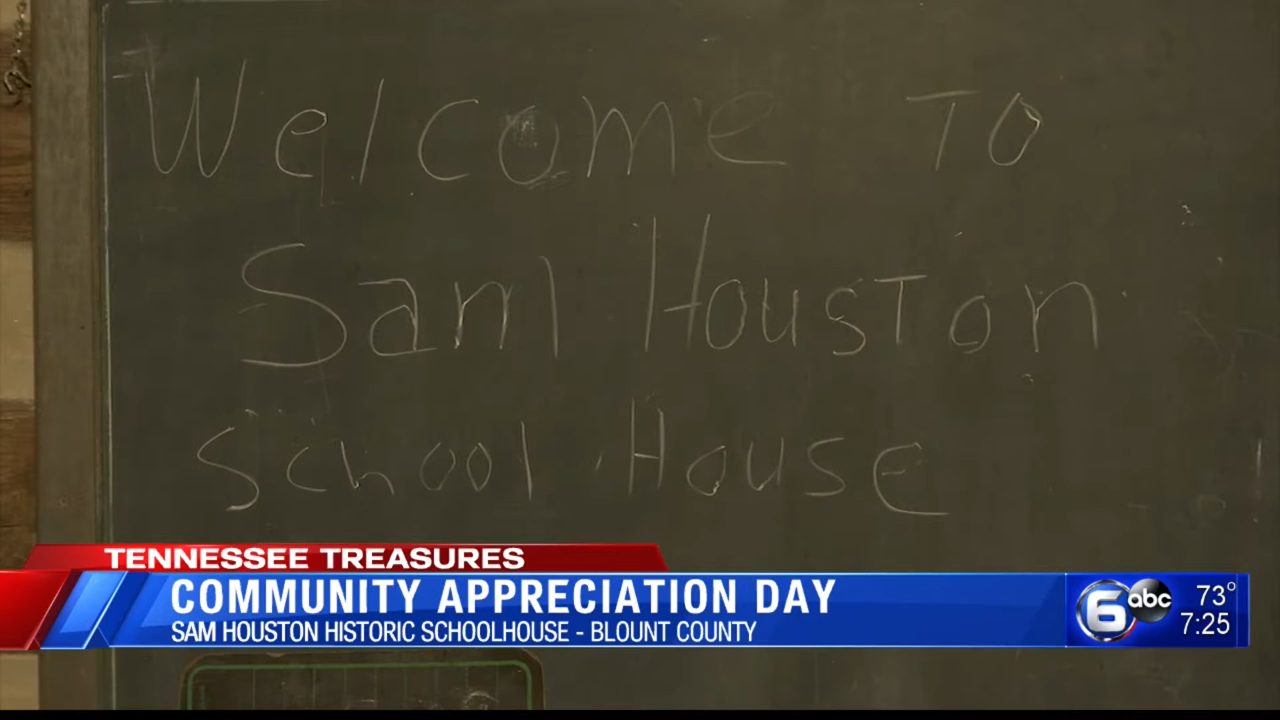 Welcome To
Sam Houston
School House
TENNESSEE TREASURES
COMMUNITY APPRECIATION DAY
SAM HOUSTON HISTORIC SCHOOLHOUSE - BLOUNT COUNTY
6 abc
73°
7:25